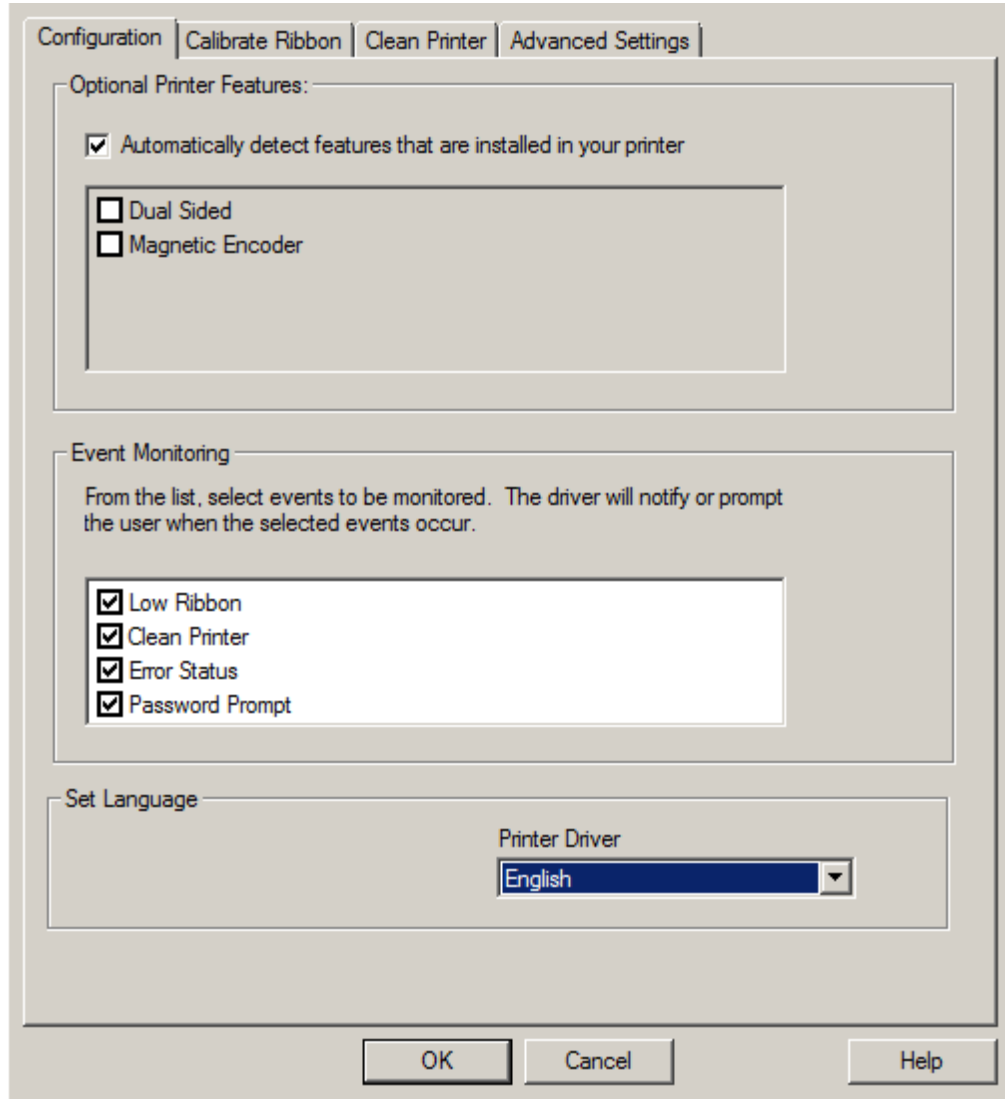 Configuration
Calibrate Ribbon
Clean Printer
Advanced Settings
Optional Printer Features:
Automatically detect features that are installed in your printer
Dual Sided
Magnetic Encoder
Event Monitoring
From the list, select events to be monitored.  The driver will notify or prompt
the user when the selected events occur.
Low Ribbon
Clean Printer
Error Status
Password Prompt
Set Language
Printer Driver
English
OK
Cancel
Help